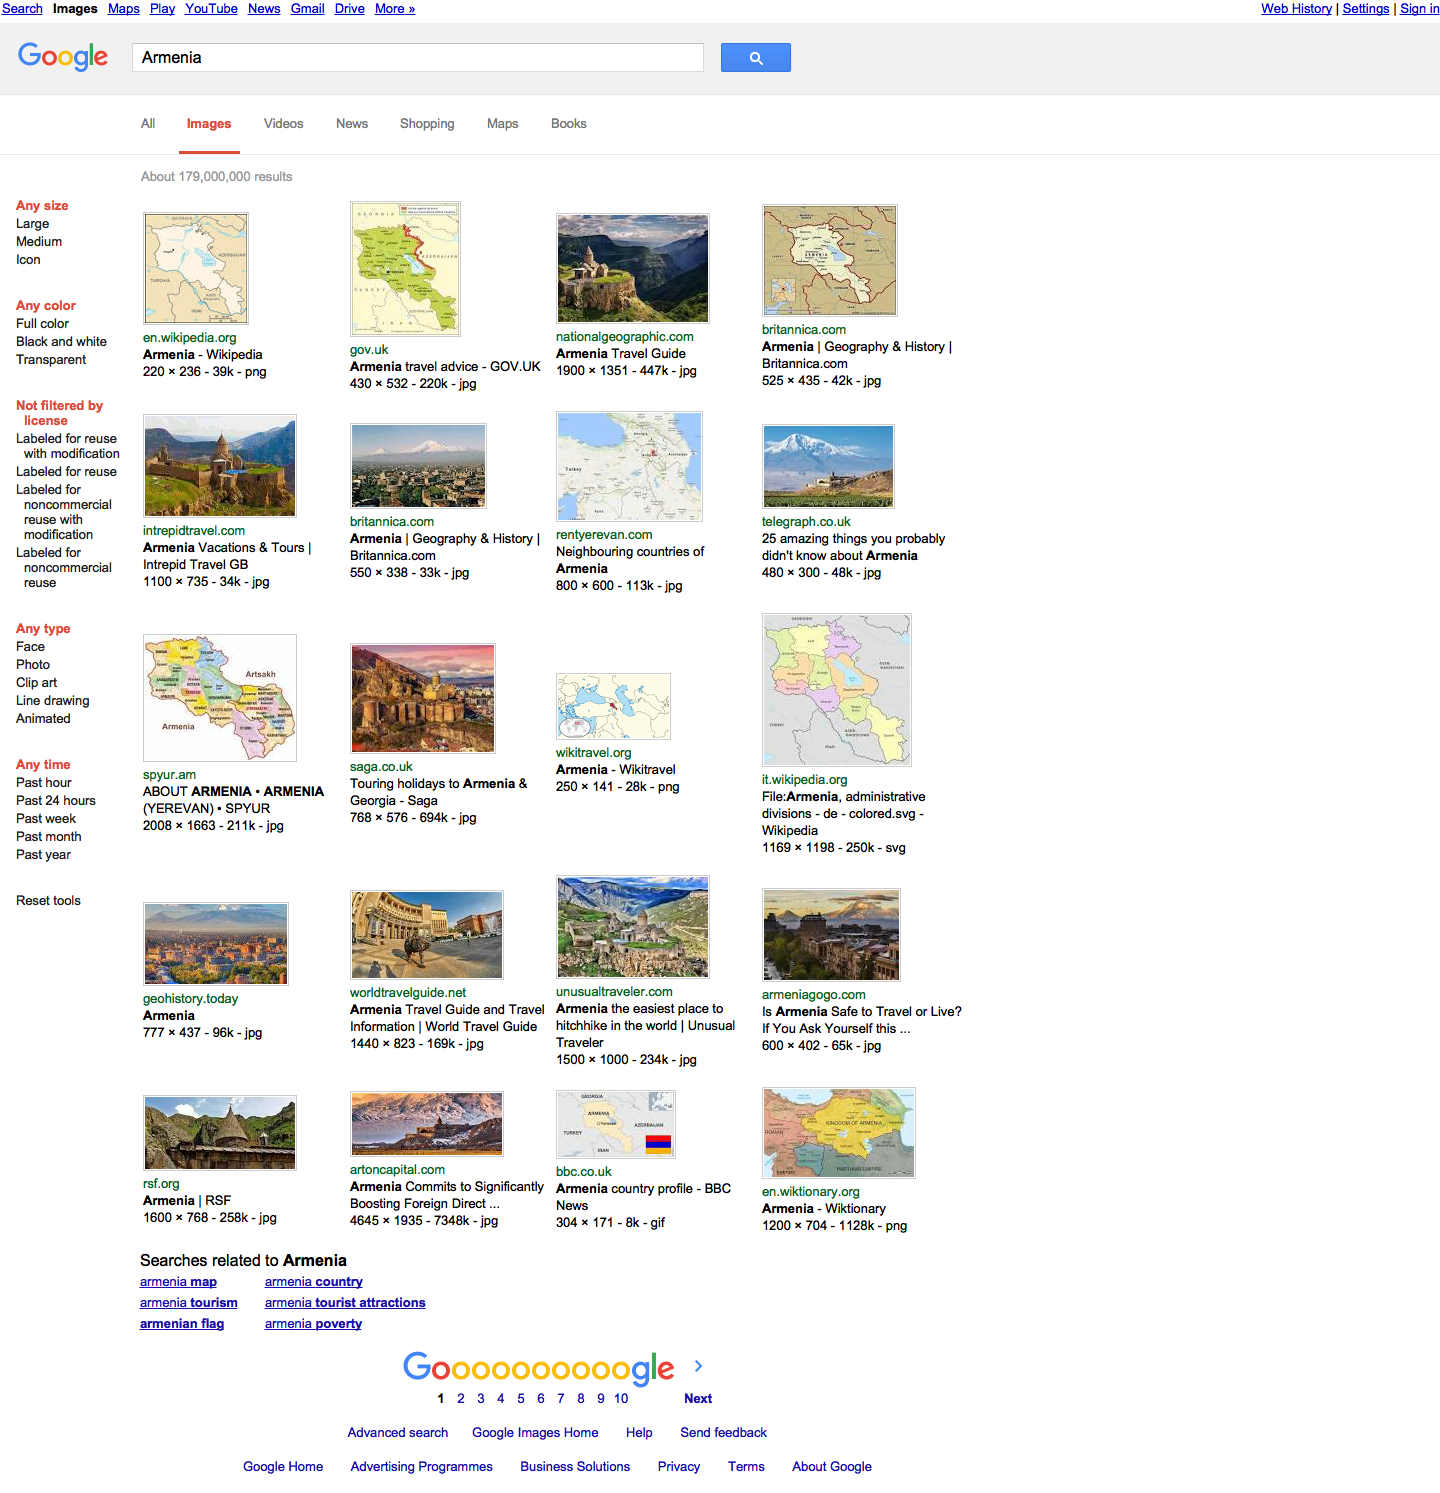 Search Images Maps Play YouTube News Gmail Drive More »
Web History | Settings | Sign in
Google
Armenia
All Images Videos News Shopping Maps Books
About 179,000,000 results
Any size
Large
Medium
Icon
Any color
Full color
Black and white
Transparent
Not filtered by
license
Labeled for reuse
with modification
Labeled for reuse
Labeled for
noncommercial
reuse with
modification
Labeled for
noncommercial
reuse
Any type
Face
Photo
Clip art
Line drawing
Animated
Any time
Past hour
Past 24 hours
Past week
Past month
Past year
Reset tools
en.wikipedia.org
Armenia - Wikipedia
220 × 236 - 39k - png
gov.uk
Armenia travel advice - GOV.UK
430 × 532 - 220k - jpg
nationalgeographic.com
Armenia Travel Guide
1900 × 1351 - 447k - jpg
britannica.com
Armenia | Geography & History |
Britannica.com
525 × 435 - 42k - jpg
intrepidtravel.com
Armenia Vacations & Tours |
Intrepid Travel GB
1100 × 735 - 34k - jpg
britannica.com
Armenia | Geography & History |
Britannica.com
550 × 338 - 33k - jpg
Turkey
rentyerevan.com
Neighbouring countries of
Armenia
800 × 600 - 113k - jpg
telegraph.co.uk
25 amazing things you probably
didn't know about Armenia
480 × 300 - 48k - jpg
Artsakh
Armenia
spyur.am
ABOUT ARMENIA • ARMENIA
(YEREVAN) • SPYUR
2008 × 1663 - 211k - jpg
saga.co.uk
Touring holidays to Armenia &
Georgia - Saga
768 × 576 - 694k - jpg
wikitravel.org
Armenia - Wikitravel
250 × 141 - 28k - png
it.wikipedia.org
File:Armenia, administrative
divisions - de - colored.svg -
Wikipedia
1169 × 1198 - 250k - svg
geohistory.today
Armenia
777 × 437 - 96k - jpg
worldtravelguide.net
Armenia Travel Guide and Travel
Information | World Travel Guide
1440 × 823 - 169k - jpg
unusualtraveler.com
Armenia the easiest place to
hitchhike in the world | Unusual
Traveler
1500 × 1000 - 234k - jpg
armeniagogo.com
Is Armenia Safe to Travel or Live?
If You Ask Yourself this ...
600 × 402 - 65k - jpg
rsf.org
Armenia | RSF
1600 × 768 - 258k - jpg
artoncapital.com
Armenia Commits to Significantly
Boosting Foreign Direct ...
4645 × 1935 - 7348k - jpg
GEORGIA
ARMENIA
Yerevan
AZERBAIJAN
TURKEY
IRAN
bbc.co.uk
Armenia country profile - BBC
News
304 × 171 - 8k - gif
KINGDOM OF ARMENIA
ROMAN
EMPIRE
PARTHIAN EMPIRE
en.wiktionary.org
Armenia - Wiktionary
1200 × 704 - 1128k - png
Searches related to Armenia
armenia map armenia country
armenia tourism armenia tourist attractions
armenian flag armenia poverty
Goooooooooogle
1 2 3 4 5 6 7 8 9 10 Next
Advanced search Google Images Home Help Send feedback
Google Home Advertising Programmes Business Solutions Privacy Terms About Google